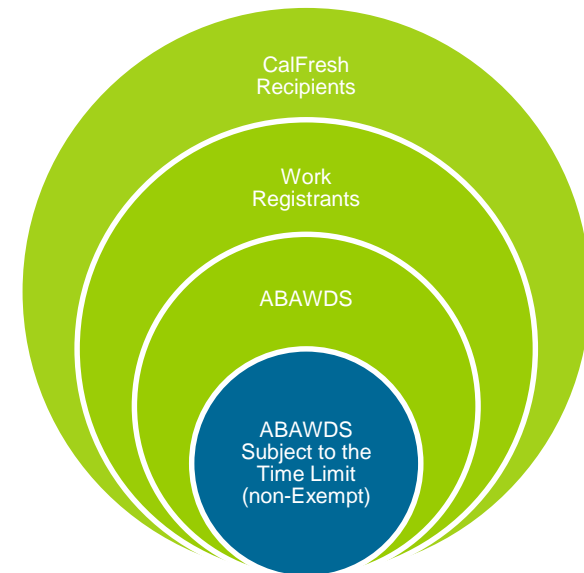 CalFresh
Recipients
Work
Registrants
ABAWDS
ABAWDS
Subject to the
Time Limit
(non-Exempt)